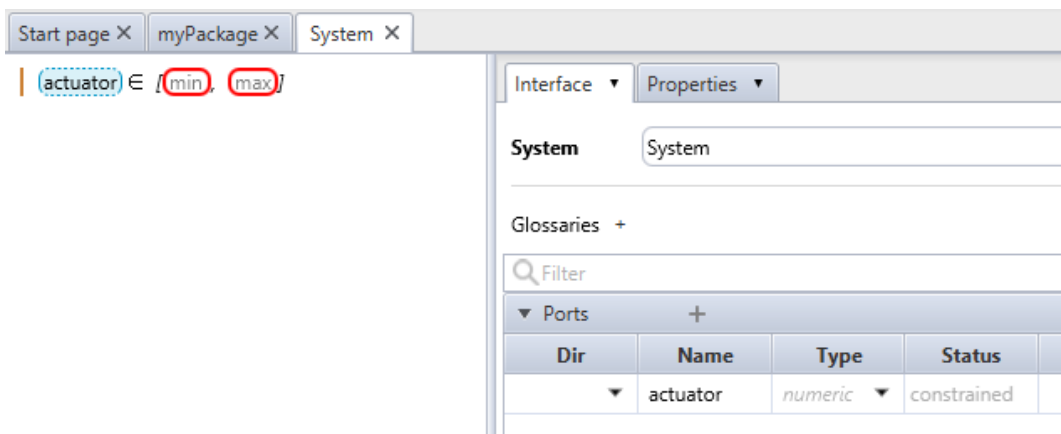 Start page myPackage System
actuator ∈ [min, max]
Interface Properties
System System
Glossaries +
Filter
Ports +
Dir Name Type Status
actuator numeric constrained